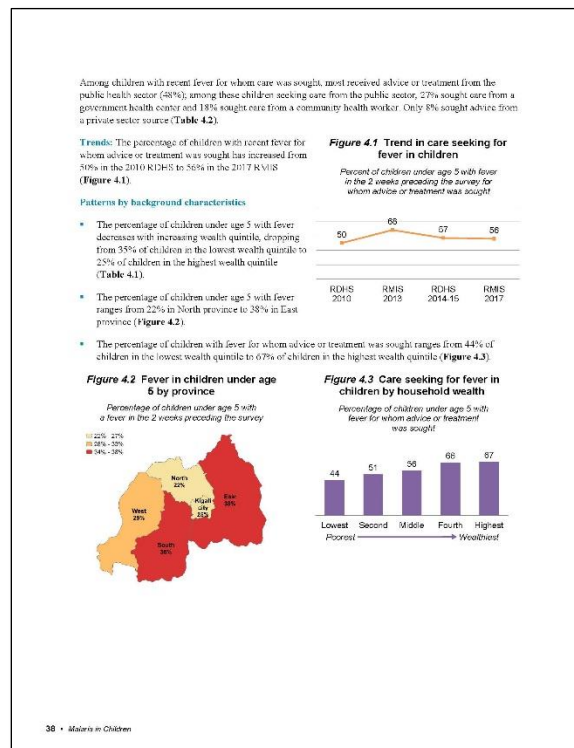 Among children with recent fever for whom care was sought, most received advice or treatment from the
public health sector (48%); among these children seeking care from the public sector, 27% sought care from a
government health center and 18% sought care from a community health worker. Only 8% sought advice from
a private sector source (Table 4.2).
Trends: The percentage of children with recent fever for
whom advice or treatment was sought has increased from
50% in the 2010 RDHS to 56% in the 2017 RMIS
(Figure 4.1).
Patterns by background characteristics
▪ The percentage of children under age 5 with fever
decreases with increasing wealth quintile, dropping
from 35% of children in the lowest wealth quintile to
25% of children in the highest wealth quintile
(Table 4.1).
▪ The percentage of children under age 5 with fever
ranges from 22% in North province to 38% in East
province (Figure 4.2).
▪ The percentage of children with fever for whom advice or treatment was sought ranges from 44% of
children in the lowest wealth quintile to 67% of children in the highest wealth quintile (Figure 4.3).
Figure 4.1 Trend in care seeking for
fever in children
Percent of children under age 5 with fever
in the 2 weeks preceding the survey for
whom advice or treatment was sought
50 66 57 56
RDHS RMIS RDHS RMIS
2010 2013 2014-15 2017
Figure 4.2 Fever in children under age
5 by province
Percentage of children under age 5 with
a fever in the 2 weeks preceding the survey
22% - 27%
28% - 33%
34% - 38%
North
22%
East
38%
Kigali
city
West
South
Figure 4.3 Care seeking for fever in
children by household wealth
Percentage of children under age 5 with
fever for whom advice or treatment
was sought
44 51 56 66 67
Lowest Second Middle Fourth Highest
Poorest Wealthiest
38 • Malaria in Children